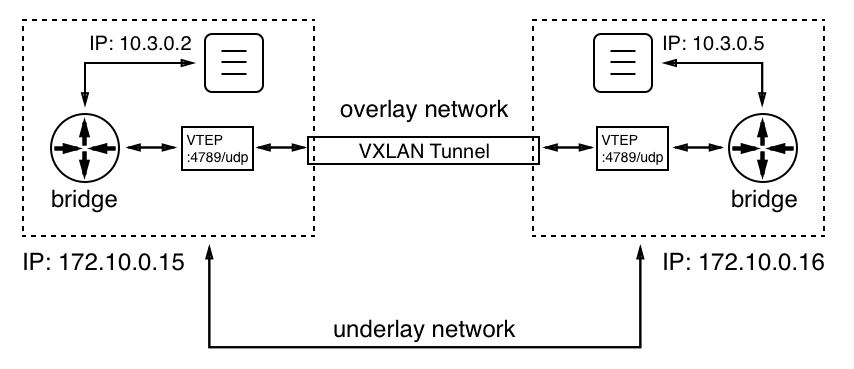 IP: 10.3.0.2
IP: 10.3.0.5
overlay network
VTEP
:4789/udp
VXLAN Tunnel
VTEP
:4789/udp
bridge
bridge
IP: 172.10.0.15
IP: 172.10.0.16
underlay network